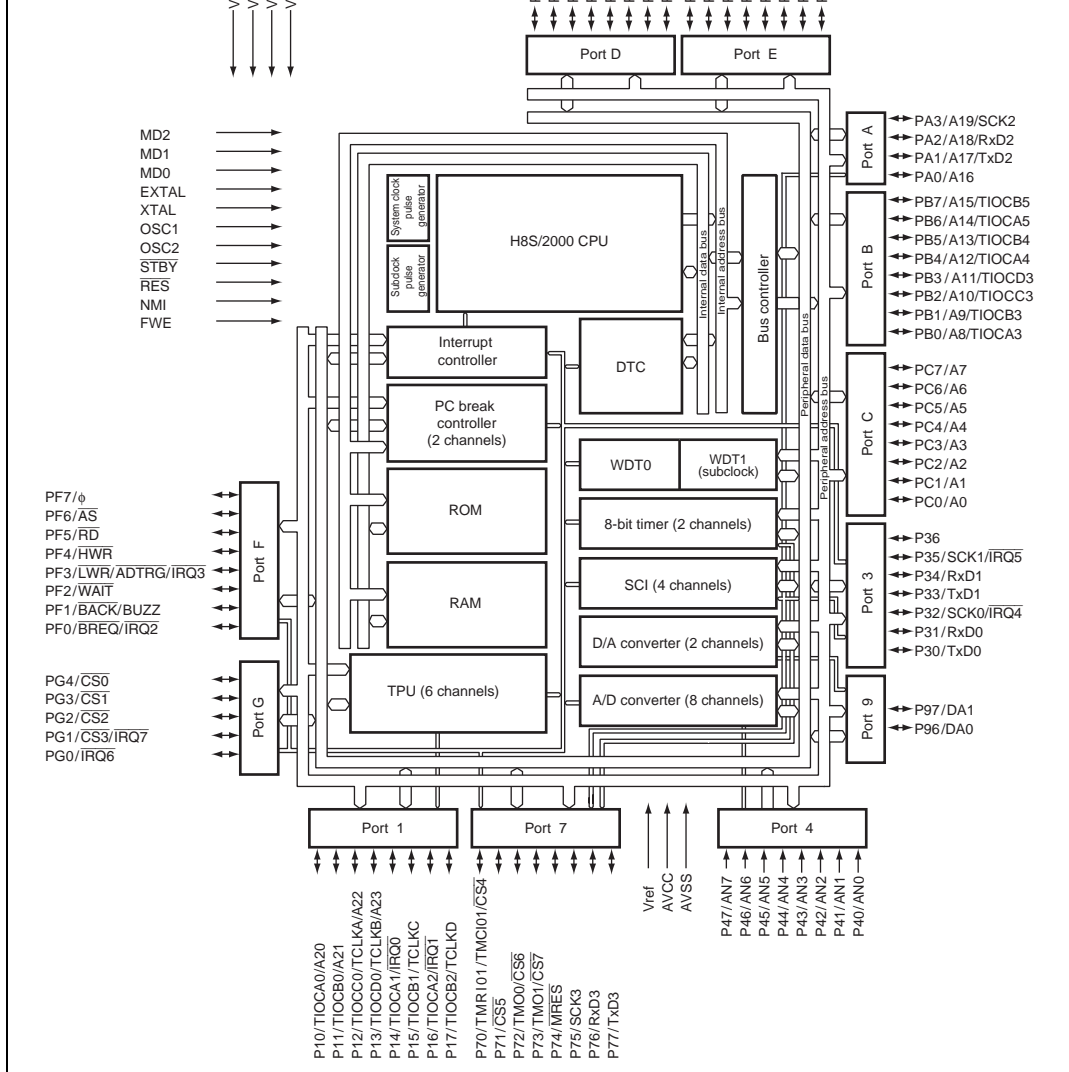 Port D
Port E
MD2
MD1
MD0
EXTAL
XTAL
OSC1
OSC2
STBY
RES
NMI
FWE
System clock
pulse
generator
Subclock
pulse
generator
H8S/2000 CPU
Interrupt
controller
PC break
controller
(2 channels)
ROM
RAM
TPU (6 channels)
DTC
WDT0
WDT1
(subclock)
8-bit timer (2 channels)
SCI (4 channels)
D/A converter (2 channels)
A/D converter (8 channels)
Internal data bus
Internal address bus
Bus controller
Peripheral data bus
Peripheral address bus
Port A
PA3/A19/SCK2
PA2/A18/RxD2
PA1/A17/TxD2
PA0/A16
Port B
PB7/A15/TIOCB5
PB6/A14/TIOCA5
PB5/A13/TIOCB4
PB4/A12/TIOCA4
PB3/A11/TIOCD3
PB2/A10/TIOCC3
PB1/A9/TIOCB3
PB0/A8/TIOCA3
Port C
PC7/A7
PC6/A6
PC5/A5
PC4/A4
PC3/A3
PC2/A2
PC1/A1
PC0/A0
Port 3
P36
P35/SCK1/IRQ5
P34/RxD1
P33/TxD1
P32/SCK0/IRQ4
P31/RxD0
P30/TxD0
Port 9
P97/DA1
P96/DA0
PF7/ϕ
PF6/AS
PF5/RD
PF4/HWR
PF3/LWR/ADTRG/IRQ3
PF2/WAIT
PF1/BACK/BUZZ
PF0/BREQ/IRQ2
Port F
PG4/CS0
PG3/CS1
PG2/CS2
PG1/CS3/IRQ7
PG0/IRQ6
Port G
Port 1
Port 7
Port 4
P10/TIOCA0/A20
P11/TIOCB0/A21
P12/TIOCC0/TCLKA/A22
P13/TIOCD0/TCLKB/A23
P14/TIOCA1/IRQ0
P15/TIOCB1/TCLKC
P16/TIOCA2/IRQ1
P17/TIOCB2/TCLKD
P70/TMRI01/TMCI01/CS4
P71/CS5
P72/TMO0/CS6
P73/TMO1/CS7
P74/MRES
P75/SCK3
P76/RxD3
P77/TxD3
Vref
AVCC
AVSS
P47/AN7
P46/AN6
P45/AN5
P44/AN4
P43/AN3
P42/AN2
P41/AN1
P40/AN0